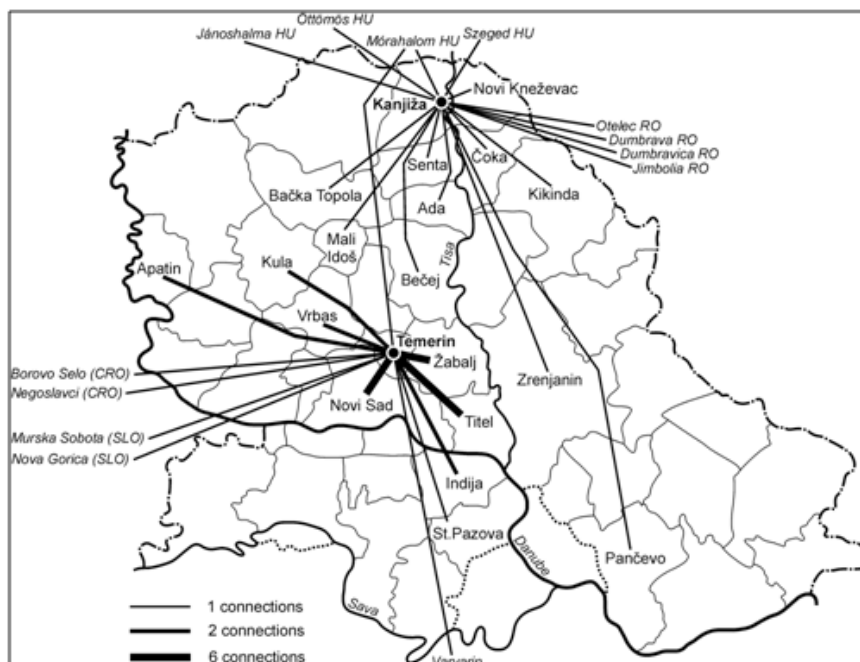 Öttömös HU
Jánoshalma HU
Mórahalom HU
Szeged HU
Novi Kneževac
Kanjiža
Otelec RO
Dumbrava RO
Dumbravica RO
Jimbolia RO
Čoka
Senta
Kikinda
Bačka Topola
Ada
Mali
Idoš
Tisa
Kula
Apatin
Bečej
Vrbas
Temerin
Žabalj
Borovo Selo (CRO)
Negoslavci (CRO)
Zrenjanin
Novi Sad
Titel
Murska Sobota (SLO)
Nova Gorica (SLO)
Inđija
St.Pazova
Danube
Pančevo
Sava
1 connections
2 connections
6 connections
Varvarin